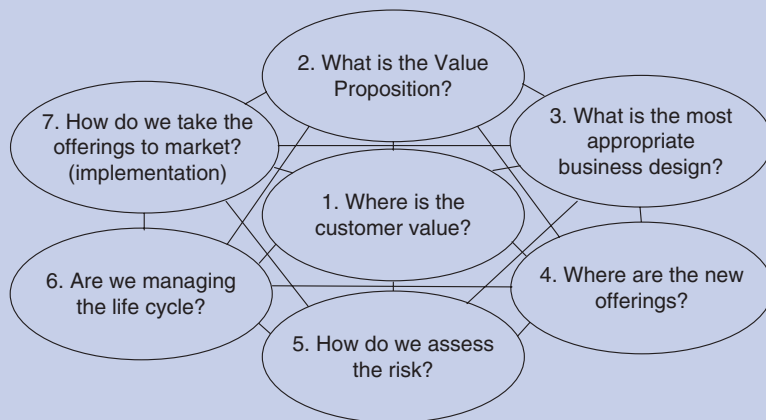 2. What is the Value
Proposition?
7. How do we take the
offerings to market?
(implementation)
3. What is the most
appropriate
business design?
1. Where is the
customer value?
6. Are we managing
the life cycle?
4. Where are the new
offerings?
5. How do we assess
the risk?